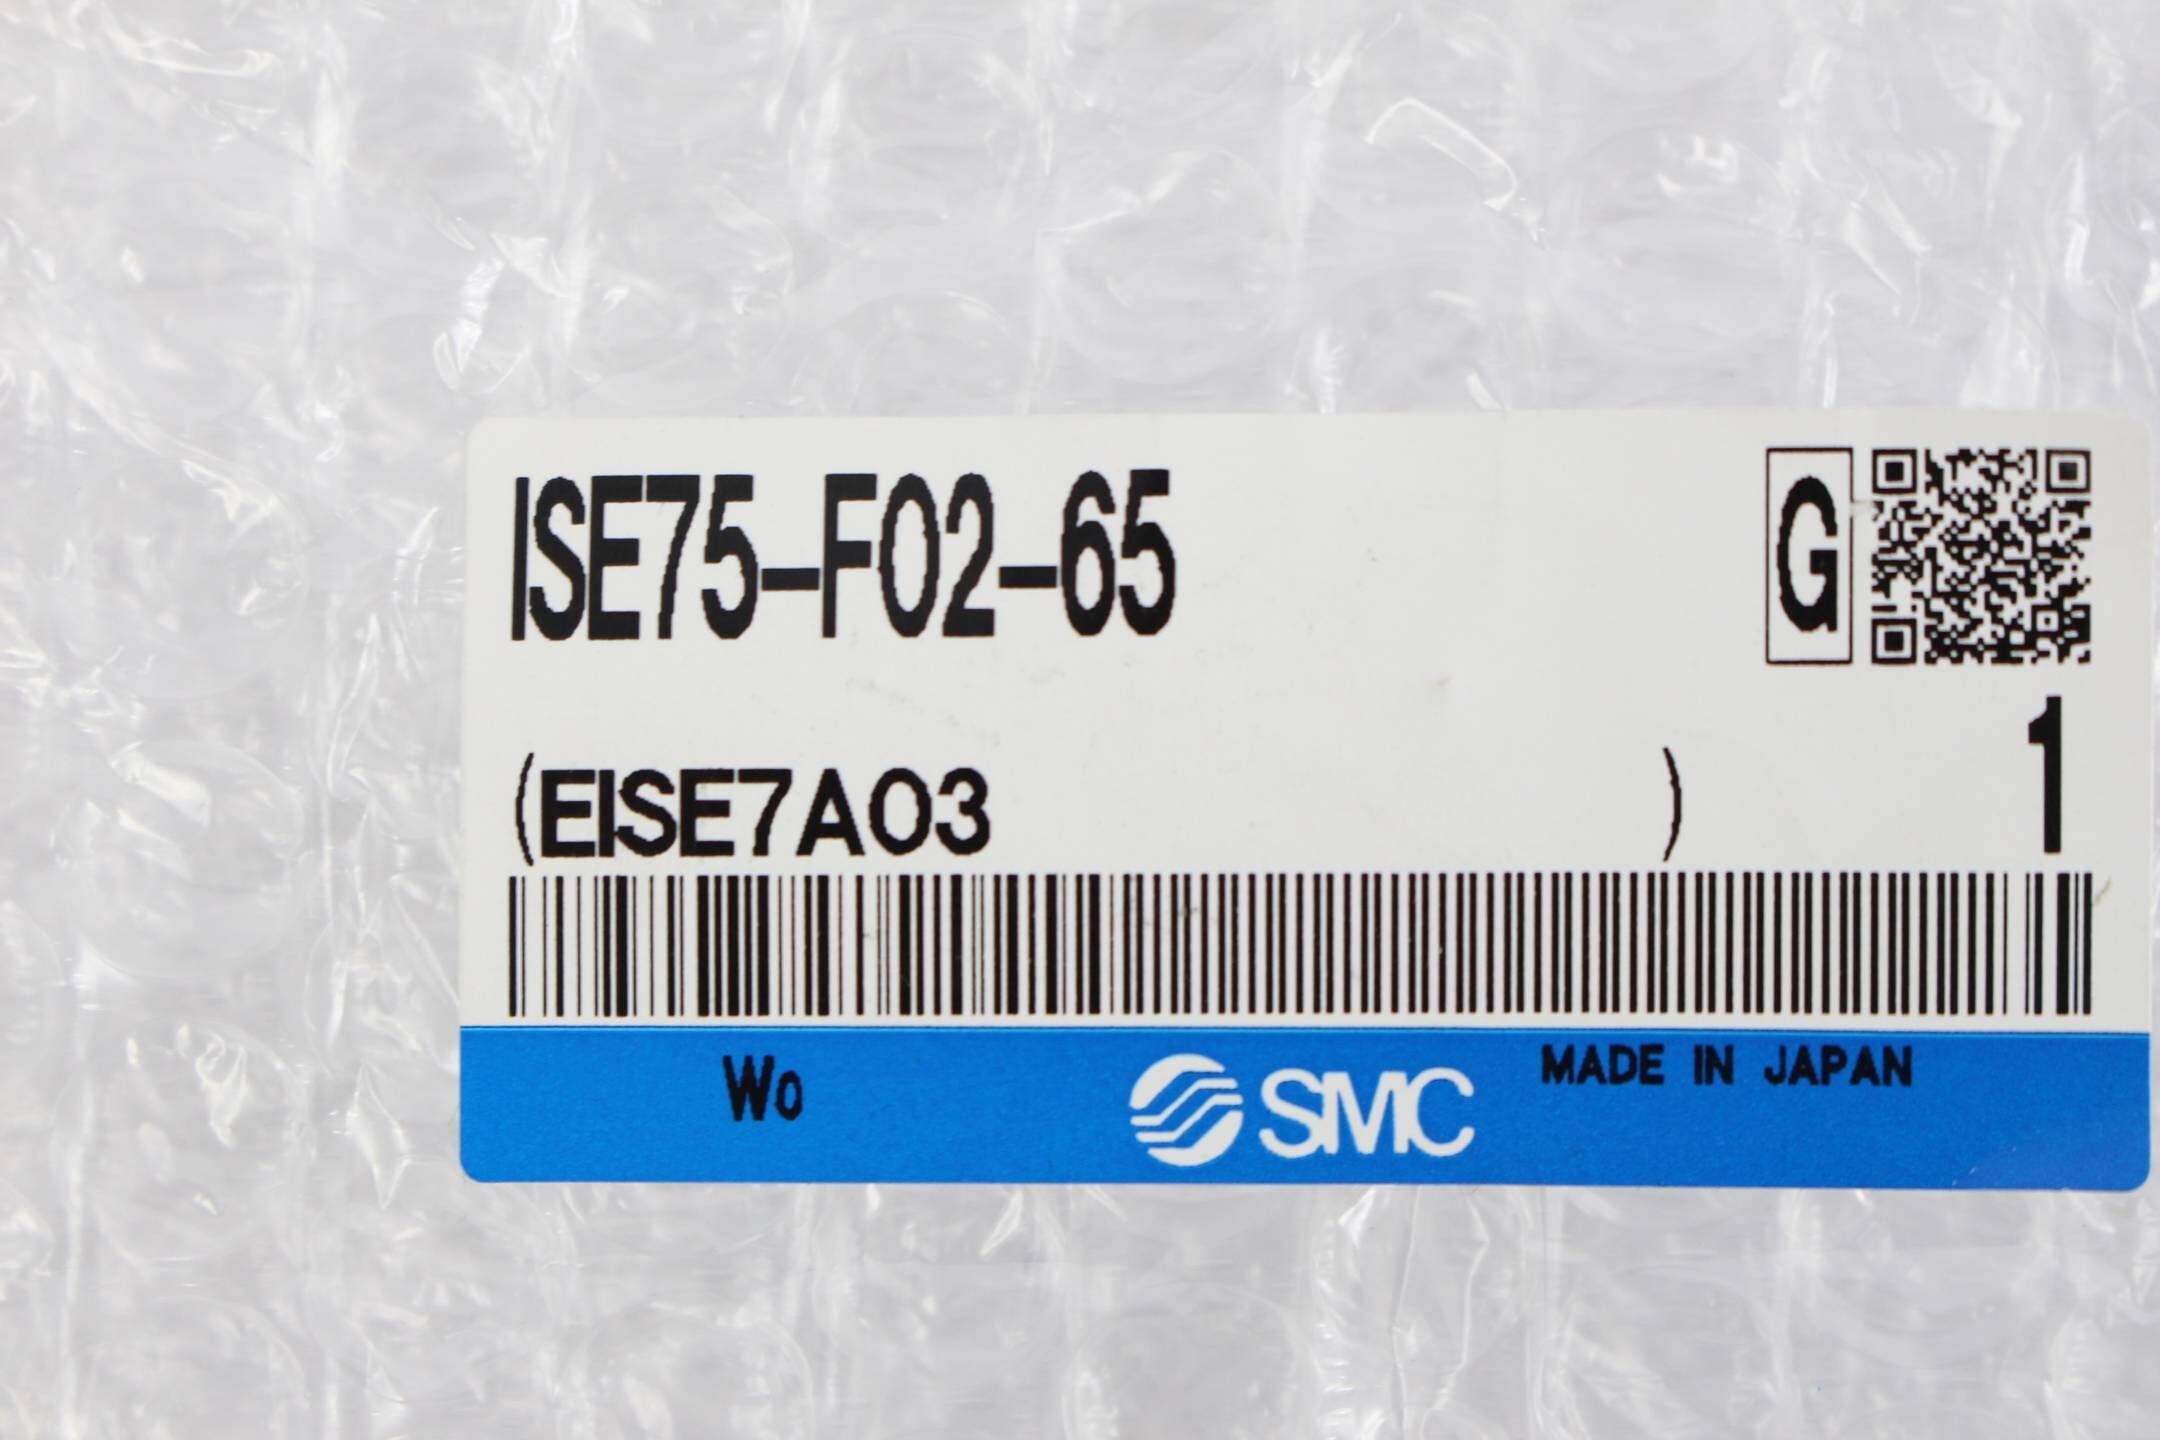 ISE75-F02-65
G
1
(EISE7A03 )
Wo
SMC
MADE IN JAPAN